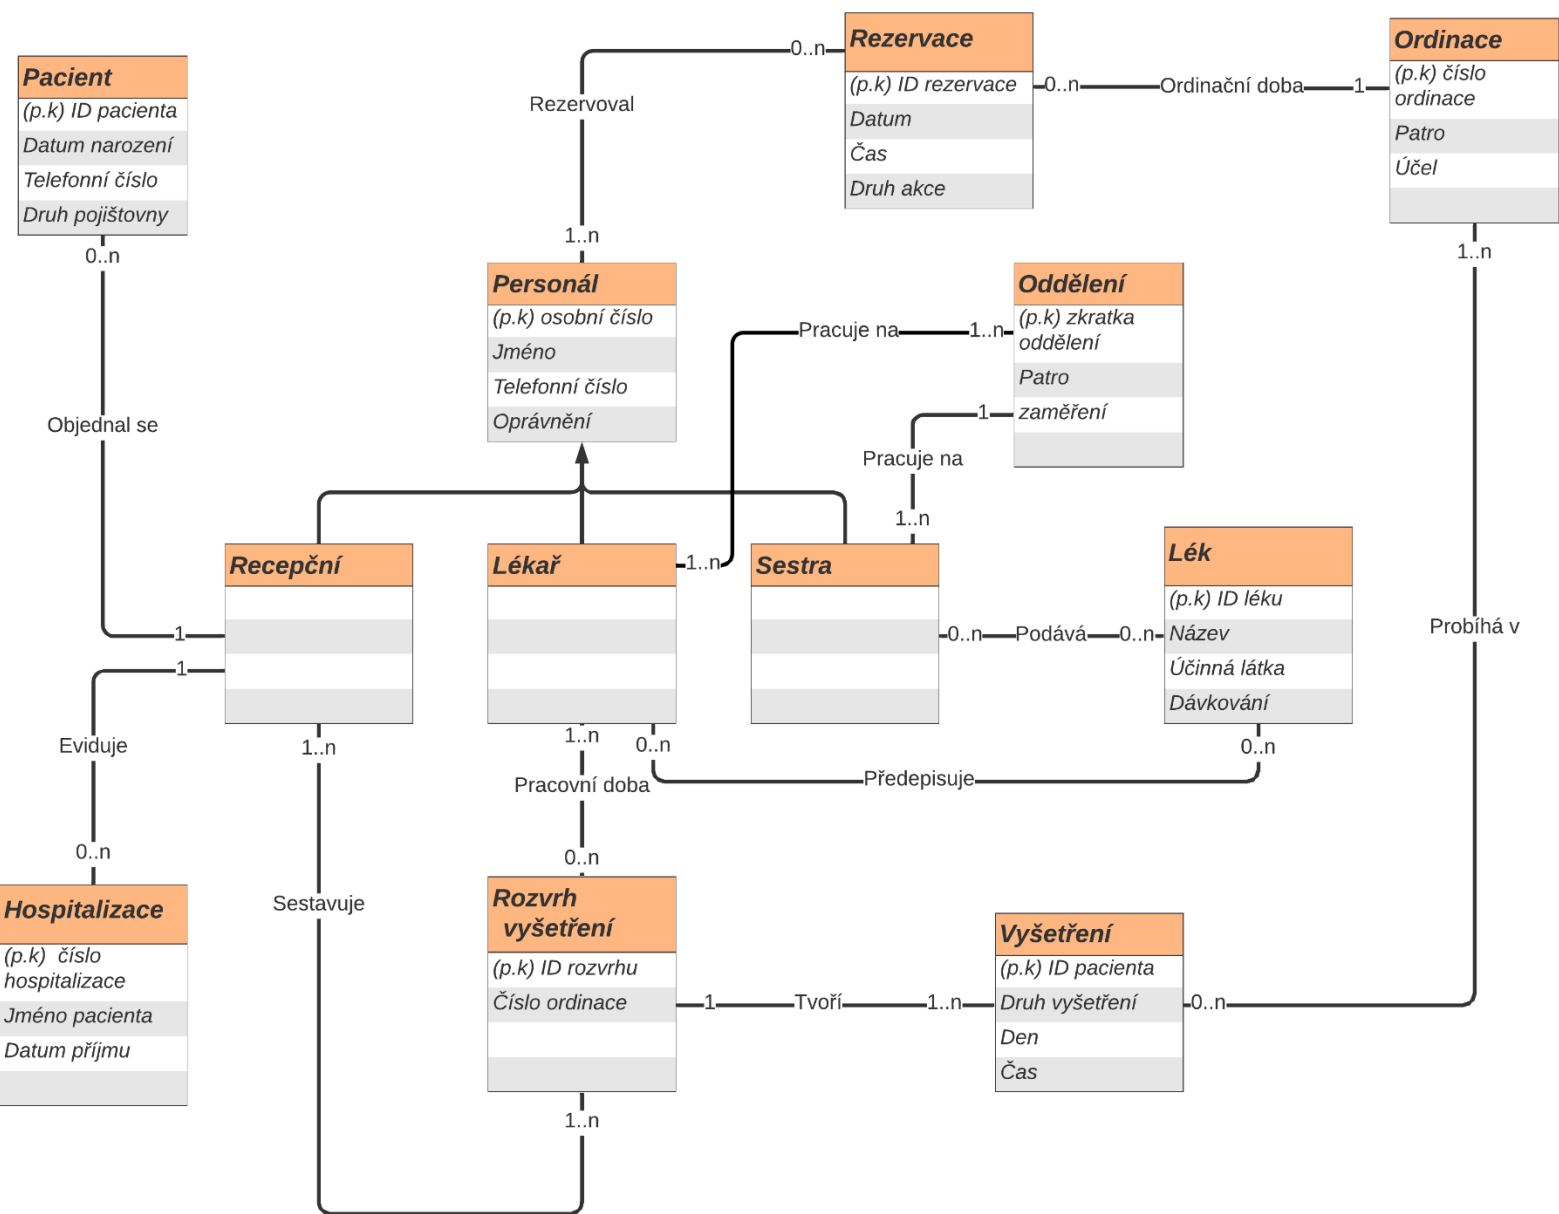 Pacient
(p.k) ID pacienta
Datum narození
Telefonní číslo
Druh pojištovny
0..n
Objednal se
1
Rezervace
(p.k) ID rezervace
Datum
Čas
Druh akce
0..n
Rezervoval
1..n
0..n
Ordinační doba
1
Ordinace
(p.k) číslo
ordinace
Patro
Účel
1..n
Probíhá v
0..n
Personál
(p.k) osobní číslo
Jméno
Telefonní číslo
Oprávnění
Oddělení
(p.k) zkratka
oddělení
Patro
zaměření
Pracuje na
1..n
1..n
1
Pracuje na
1..n
Recepční
Lékař
Sestra
Lék
(p.k) ID léku
Název
Účinná látka
Dávkování
0..n
Podává
0..n
1
Eviduje
0..n
1..n
Sestavuje
1..n
1..n
Pracovní doba
0..n
0..n
Předepisuje
0..n
Hospitalizace
(p.k) číslo
hospitalizace
Jméno pacienta
Datum příjmu
Rozvrh
vyšetření
(p.k) ID rozvrhu
Číslo ordinace
1
Tvoří
1..n
Vyšetření
(p.k) ID pacienta
Druh vyšetření
Den
Čas